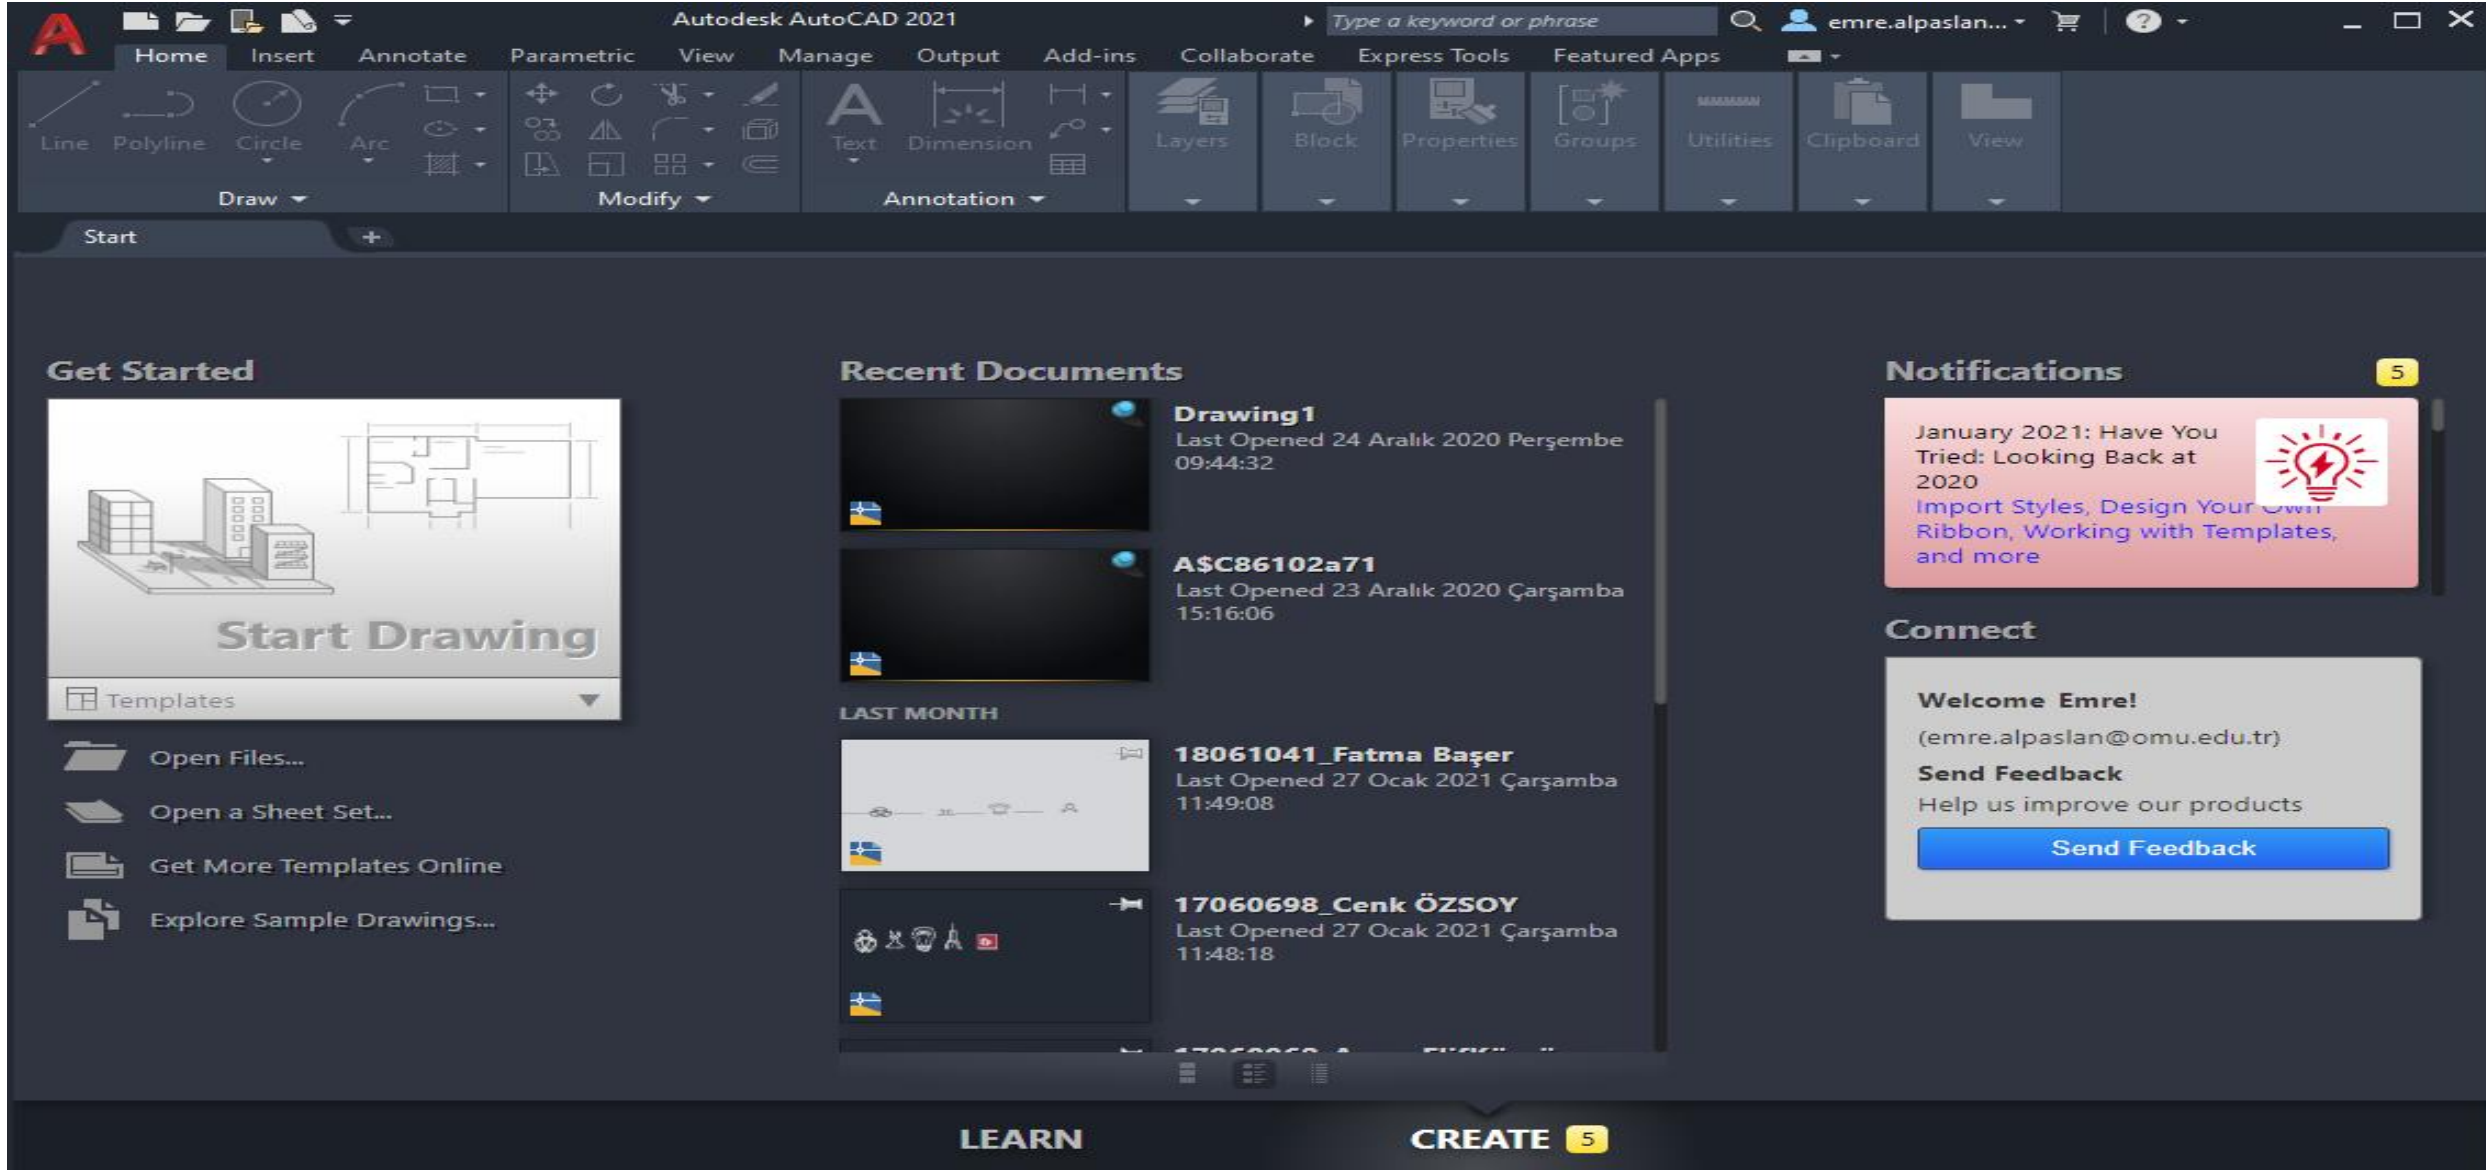 Autodesk AutoCAD 2021
Type a keyword or phrase
emre.alpaslan...
Home Insert Annotate Parametric View Manage Output Add-ins Collaborate Express Tools Featured Apps
Line Polyline Circle Arc Text Dimension Layers Block Properties Groups Utilities Clipboard View
Draw Modify Annotation
Start
Get Started
Start Drawing
Templates
Open Files...
Open a Sheet Set...
Get More Templates Online
Explore Sample Drawings...
Recent Documents
Drawing1
Last Opened 24 Aralık 2020 Perşembe
09:44:32
A$C86102a71
Last Opened 23 Aralık 2020 Çarşamba
15:16:06
LAST MONTH
18061041_Fatma Başer
Last Opened 27 Ocak 2021 Çarşamba
11:49:08
17060698_Cenk ÖZSOY
Last Opened 27 Ocak 2021 Çarşamba
11:48:18
Notifications 5
January 2021: Have You
Tried: Looking Back at
2020
Import Styles, Design Your Own
Ribbon, Working with Templates,
and more
Connect
Welcome Emre!
(emre.alpaslan@omu.edu.tr)
Send Feedback
Help us improve our products
Send Feedback
LEARN CREATE 5